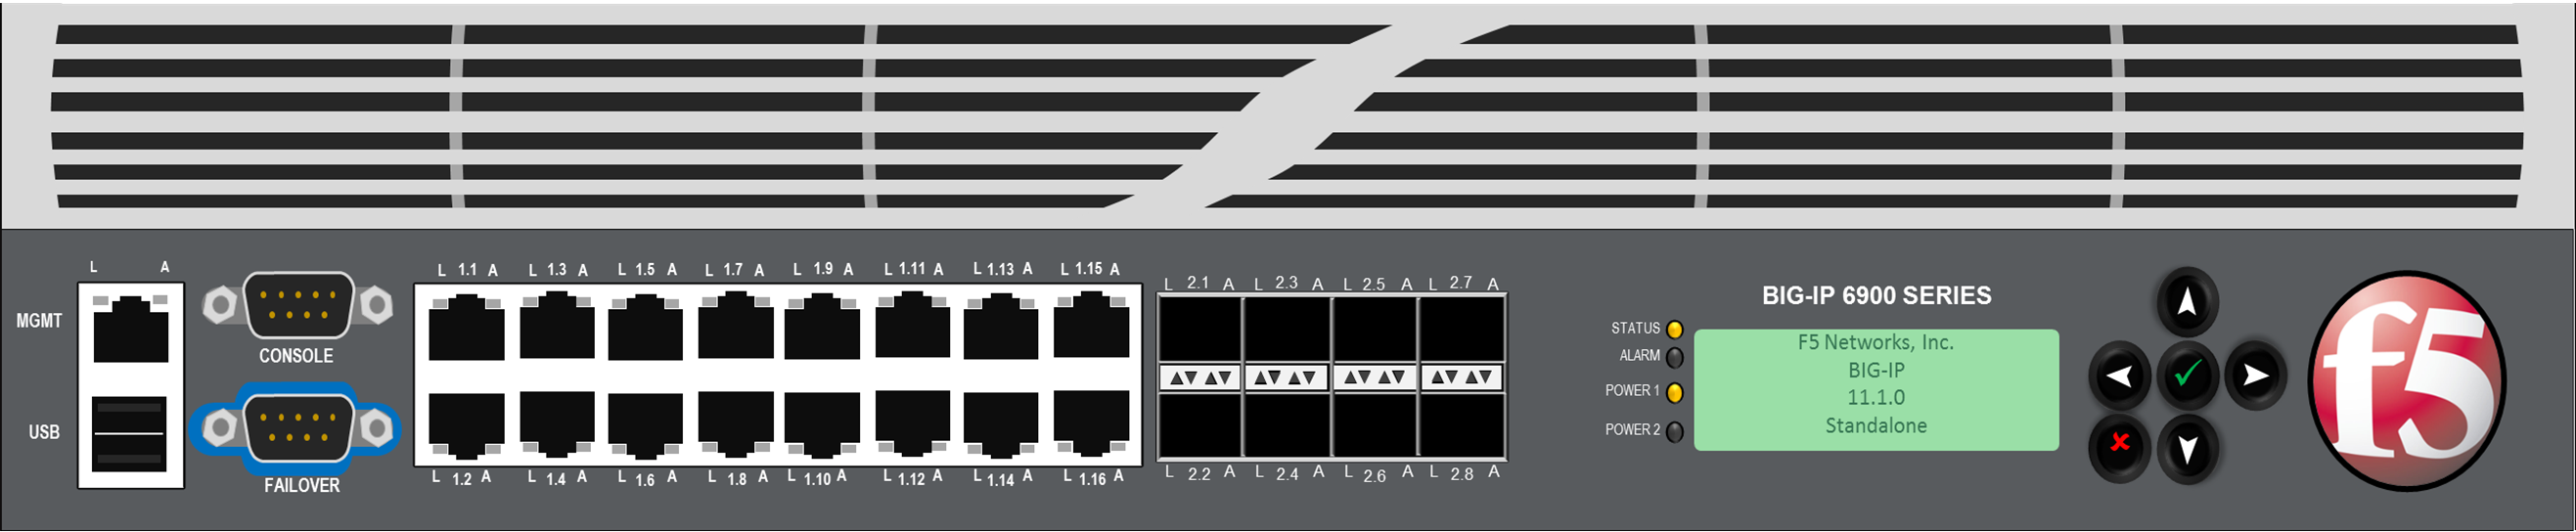 L A
MGMT
USB
CONSOLE
FAILOVER
L 1.1 A L 1.3 A L 1.5 A L 1.7 A L 1.9 A L 1.11 A L 1.13 A L 1.15 A
L 1.2 A L 1.4 A L 1.6 A L 1.8 A L 1.10 A L 1.12 A L 1.14 A L 1.16 A
L 2.1 A L 2.3 A L 2.5 A L 2.7 A
L 2.2 A L 2.4 A L 2.6 A L 2.8 A
BIG-IP 6900 SERIES
STATUS
ALARM
POWER 1
POWER 2
F5 Networks, Inc.
BIG-IP
11.1.0
Standalone
f5